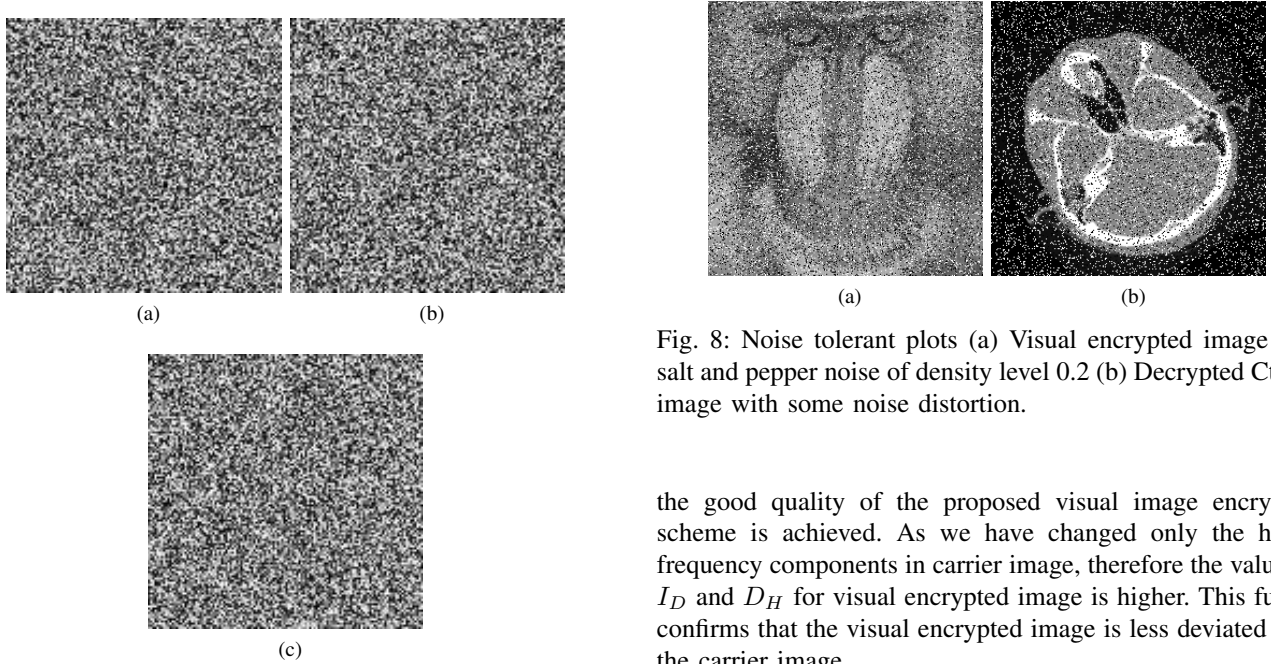 (a)
(b)
(c)
(a)
(b)
Fig. 8: Noise tolerant plots (a) Visual encrypted image
salt and pepper noise of density level 0.2 (b) Decrypted
image with some noise distortion.
the good quality of the proposed visual image
scheme is achieved. As we have changed only the
frequency components in carrier image, therefore the
I_D and D_H for visual encrypted image is higher. This
confirms that the visual encrypted image is less deviated
the carrier image.